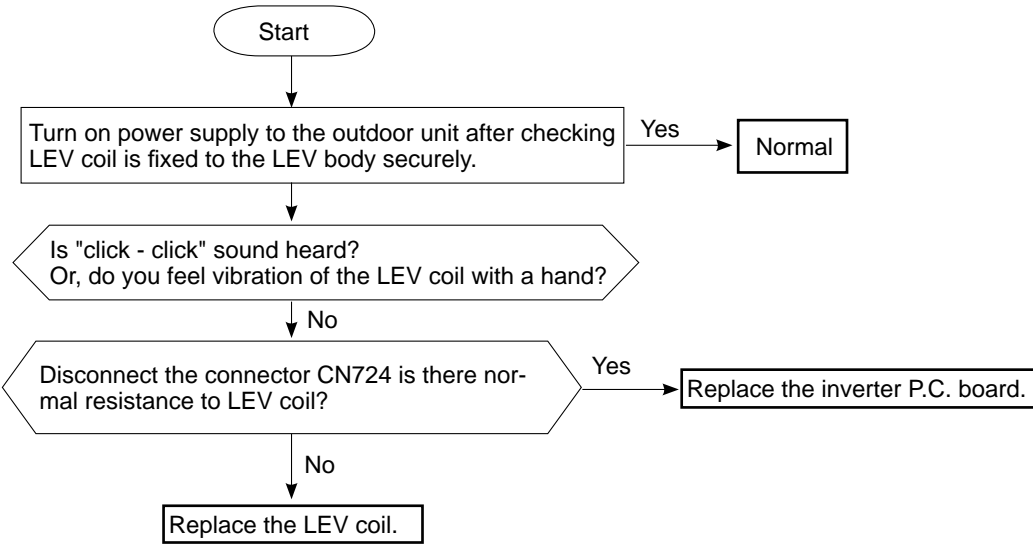 Start
Turn on power supply to the outdoor unit after checking
LEV coil is fixed to the LEV body securely.
Yes
Normal
Is "click - click" sound heard?
Or, do you feel vibration of the LEV coil with a hand?
No
Disconnect the connector CN724 is there nor-
mal resistance to LEV coil?
Yes
Replace the inverter P.C. board.
No
Replace the LEV coil.